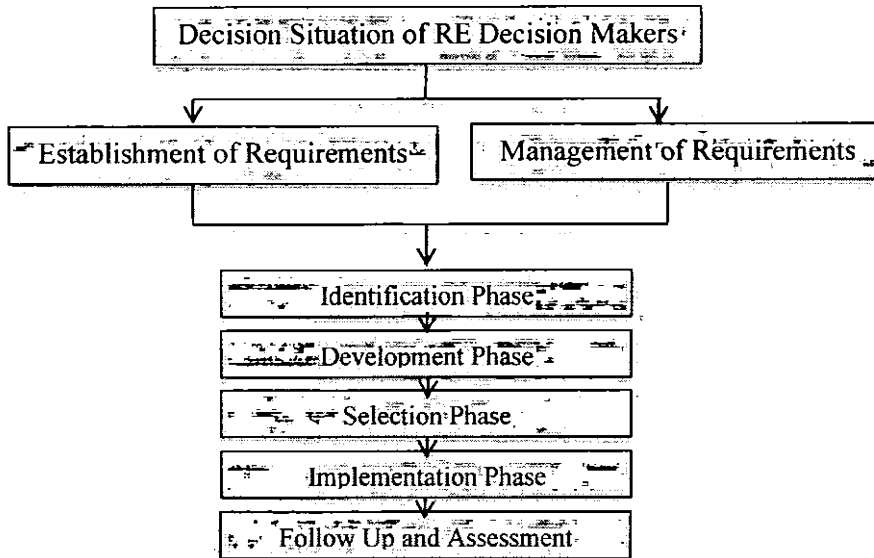 Decision Situation of RE Decision Makers
Establishment of Requirements
Management of Requirements
Identification Phase
Development Phase
Selection Phase
Implementation Phase
Follow Up and Assessment